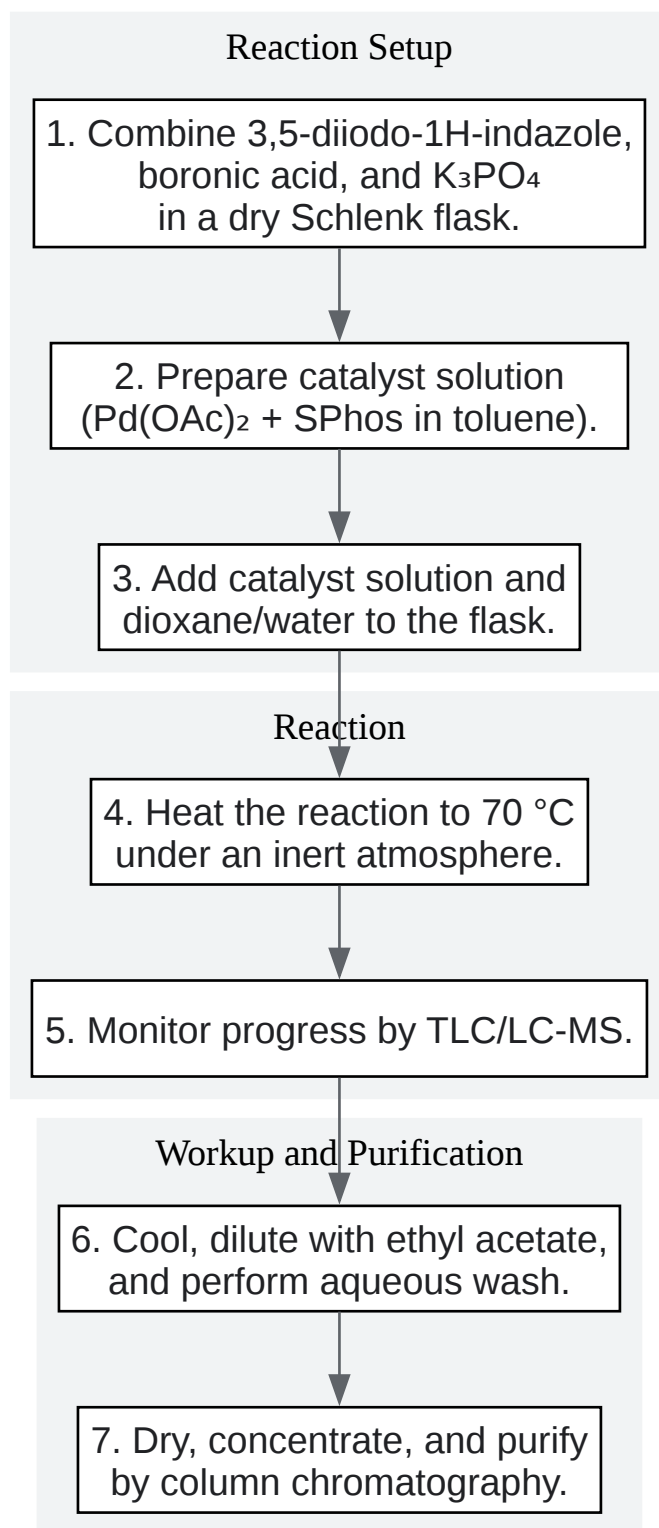 Reaction Setup
1. Combine 3,5-diiodo-1H-indazole,
boronic acid, and K₃PO₄
in a dry Schlenk flask.
2. Prepare catalyst solution
(Pd(OAc)₂ + SPhos in toluene).
3. Add catalyst solution and
dioxane/water to the flask.
Reaction
4. Heat the reaction to 70 °C
under an inert atmosphere.
5. Monitor progress by TLC/LC-MS.
Workup and Purification
6. Cool, dilute with ethyl acetate,
and perform aqueous wash.
7. Dry, concentrate, and purify
by column chromatography.